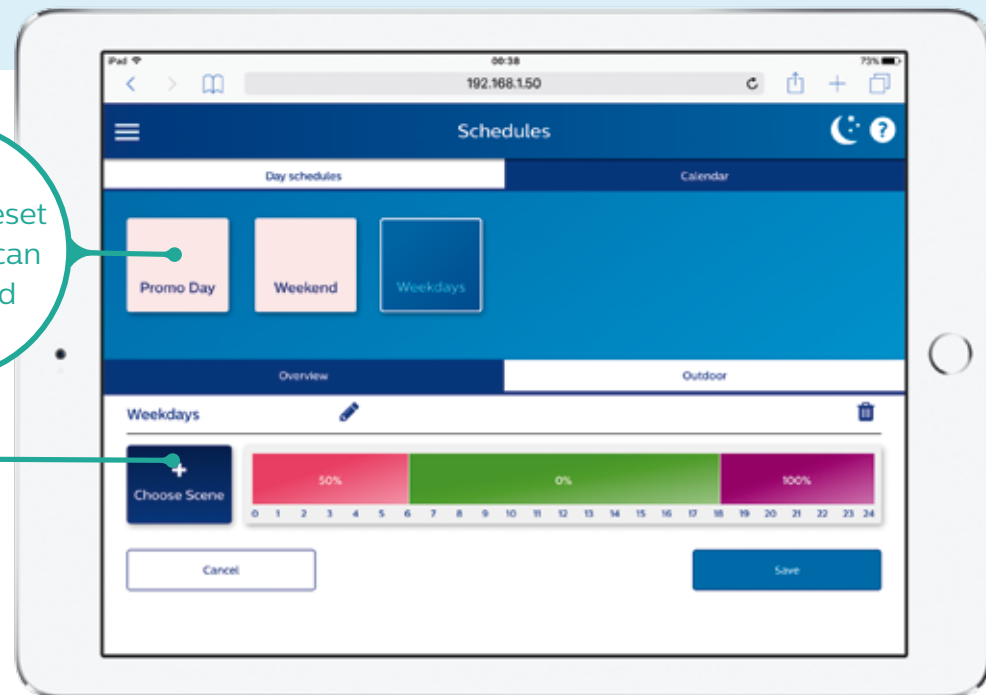 iPad 00:38 73%
192.168.1.50
Schedules ?
Day schedules Calendar
eset
can
d
Promo Day Weekend Weekdays
Overview Outdoor
Weekdays
+
Choose Scene
50% 0% 100%
0 1 2 3 4 5 6 7 8 9 10 11 12 13 14 15 16 17 18 19 20 21 22 23 24
Cancel Save